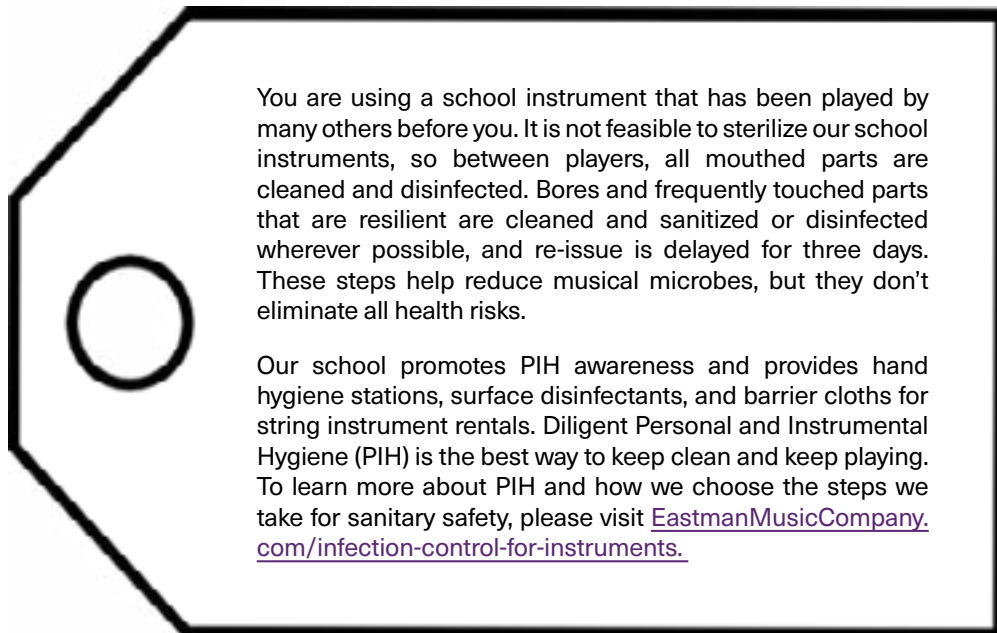 You are using a school instrument that has been played by
many others before you. It is not feasible to sterilize our school
instruments, so between players, all mouthed parts are
cleaned and disinfected. Bores and frequently touched parts
that are resilient are cleaned and sanitized or disinfected
wherever possible, and re-issue is delayed for three days.
These steps help reduce musical microbes, but they don’t
eliminate all health risks.
Our school promotes PIH awareness and provides hand
hygiene stations, surface disinfectants, and barrier cloths for
string instrument rentals. Diligent Personal and Instrumental
Hygiene (PIH) is the best way to keep clean and keep playing.
To learn more about PIH and how we choose the steps we
take for sanitary safety, please visit EastmanMusicCompany.
com/infection-control-for-instruments.